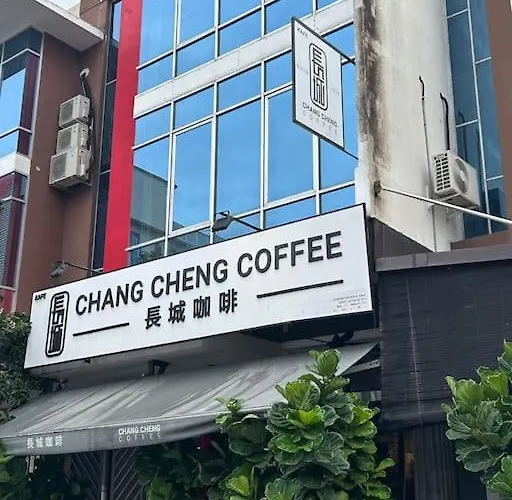 KAFE
長城
CHANG CHENG
COFFEE
KAFE
長城
CHANG CHENG COFFEE
長城咖啡
長城咖啡
CHANG CHENG
COFFEE